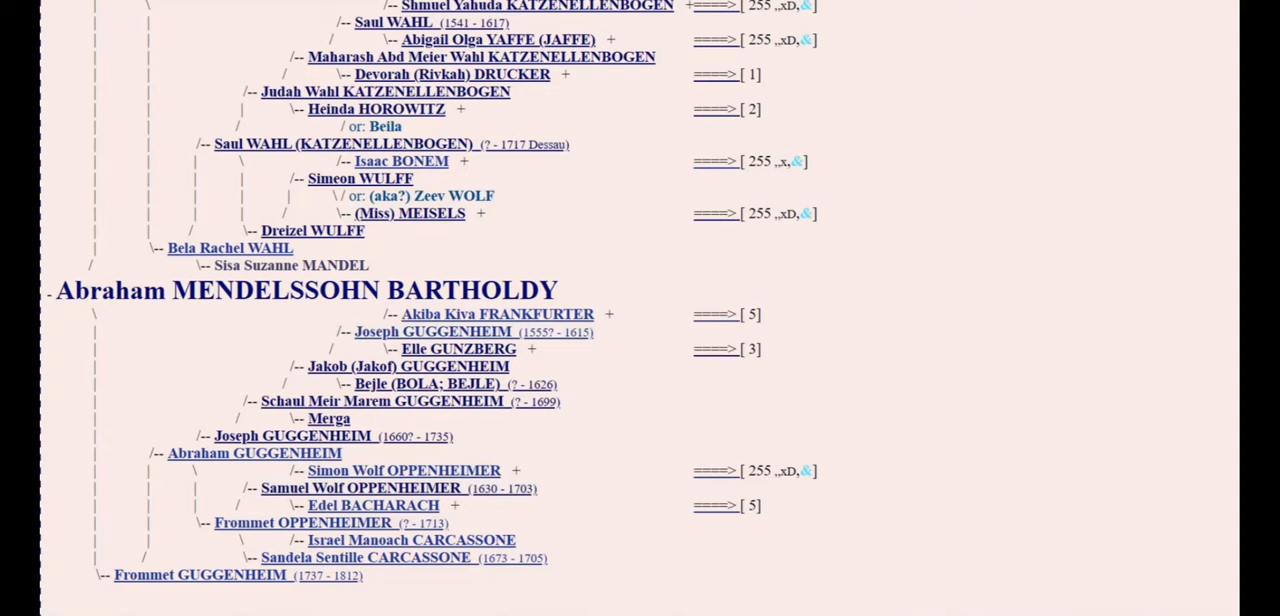 /-- Shmuel Yahuda KATZENELLENBOGEN +====> [ 255 ,,xD,&]
/-- Saul WAHL (1541 - 1617)
/ \-- Abigail Olga YAFFE (JAFFE) + ====> [ 255 ,,xD,&]
/-- Maharash Abd Meier Wahl KATZENELLENBOGEN
/ \-- Devorah (Rivkah) DRUCKER + ====> [ 1]
/-- Judah Wahl KATZENELLENBOGEN
| \-- Heinda HOROWITZ + ====> [ 2]
/ / or: Beila
/-- Saul WAHL (KATZENELLENBOGEN) (? - 1717 Dessau)
| \ /-- Isaac BONEM + ====> [ 255 ,,x,&]
| | /-- Simeon WULFF
| | | \ / or: (aka?) Zeev WOLF
| | / \-- (Miss) MEISELS + ====> [ 255 ,,xD,&]
/ \-- Dreizel WULFF
\-- Bela Rachel WAHL
/ \-- Sisa Suzanne MANDEL
- Abraham MENDELSSOHN BARTHOLDY
\ /-- Akiba Kiva FRANKFURTER + ====> [ 5]
| /-- Joseph GUGGENHEIM (1555? - 1615)
| / \-- Elle GUNZBERG + ====> [ 3]
| /-- Jakob (Jakof) GUGGENHEIM
| / \-- Bejle (BOLA; BEJLE) (? - 1626)
| /-- Schaul Meir Marem GUGGENHEIM (? - 1699)
| / \-- Merga
| /-- Joseph GUGGENHEIM (1660? - 1735)
| /-- Abraham GUGGENHEIM
| | \ /-- Simon Wolf OPPENHEIMER + ====> [ 255 ,,xD,&]
| | | /-- Samuel Wolf OPPENHEIMER (1630 - 1703)
| | | / \-- Edel BACHARACH + ====> [ 5]
| | \-- Frommet OPPENHEIMER (? - 1713)
| | \ /-- Israel Manoach CARCASSONE
| / \-- Sandela Sentille CARCASSONE (1673 - 1705)
\-- Frommet GUGGENHEIM (1737 - 1812)